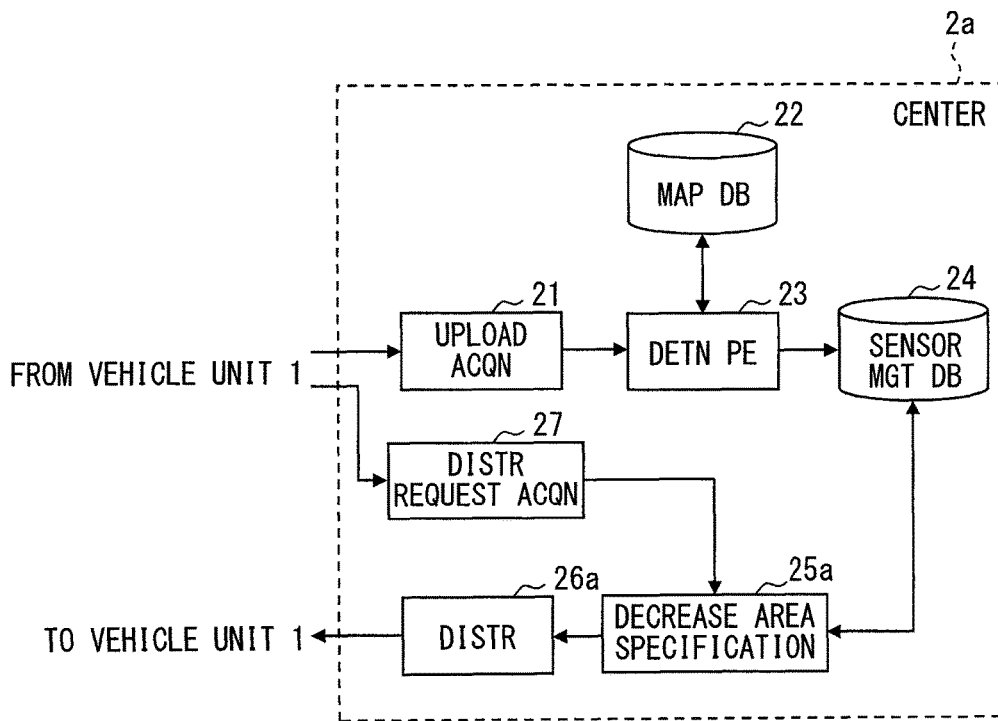 2a
CENTER
22
MAP DB
21
UPLOAD
ACQN
23
DETN PE
24
SENSOR
MGT DB
FROM VEHICLE UNIT 1
27
DISTR
REQUEST ACQN
26a
DISTR
25a
DECREASE AREA
SPECIFICATION
TO VEHICLE UNIT 1